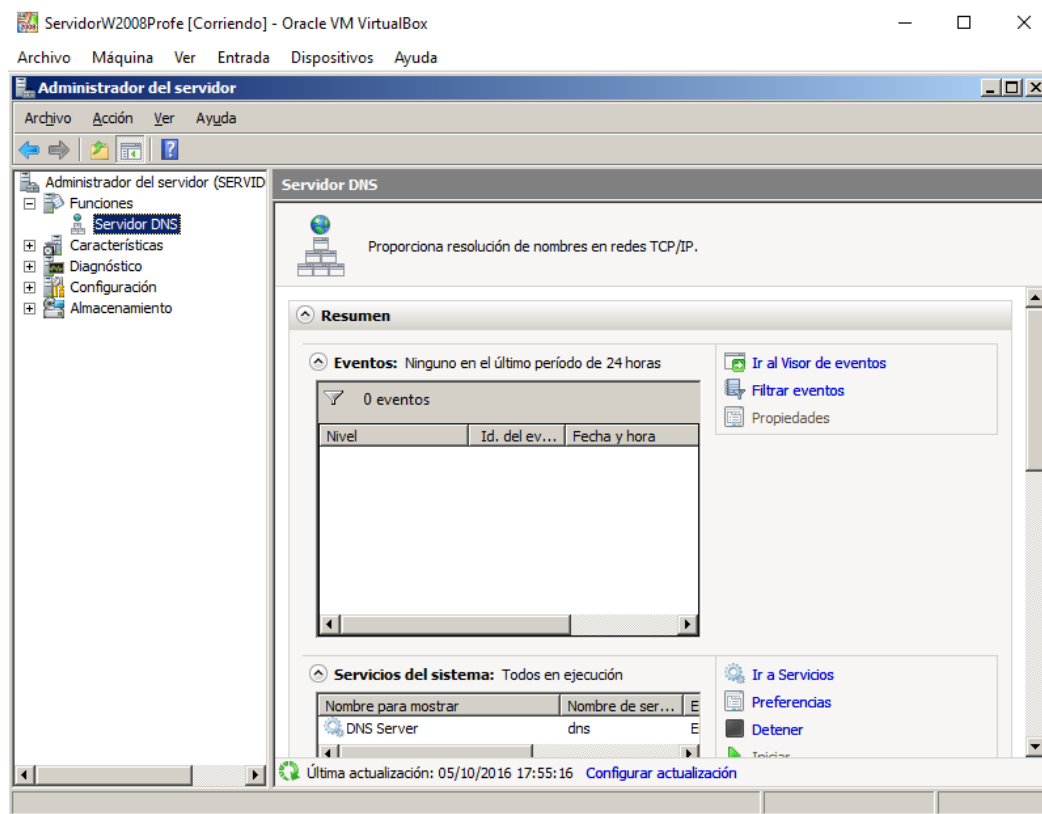 ServidorW2008Profe [Corriendo] - Oracle VM VirtualBox
Archivo Máquina Ver Entrada Dispositivos Ayuda
Administrador del servidor
Archivo Acción Ver Ayuda
Administrador del servidor (SERVID
Funciones
Servidor DNS
Características
Diagnóstico
Configuración
Almacenamiento
Servidor DNS
Proporciona resolución de nombres en redes TCP/IP.
Resumen
Eventos: Ninguno en el último período de 24 horas
0 eventos
Nivel Id. del ev... Fecha y hora
Ir al Visor de eventos
Filtrar eventos
Propiedades
Servicios del sistema: Todos en ejecución
Nombre para mostrar Nombre de ser... E
DNS Server dns E
Ir a Servicios
Preferencias
Detener
Iniciar
Última actualización: 05/10/2016 17:55:16 Configurar actualización